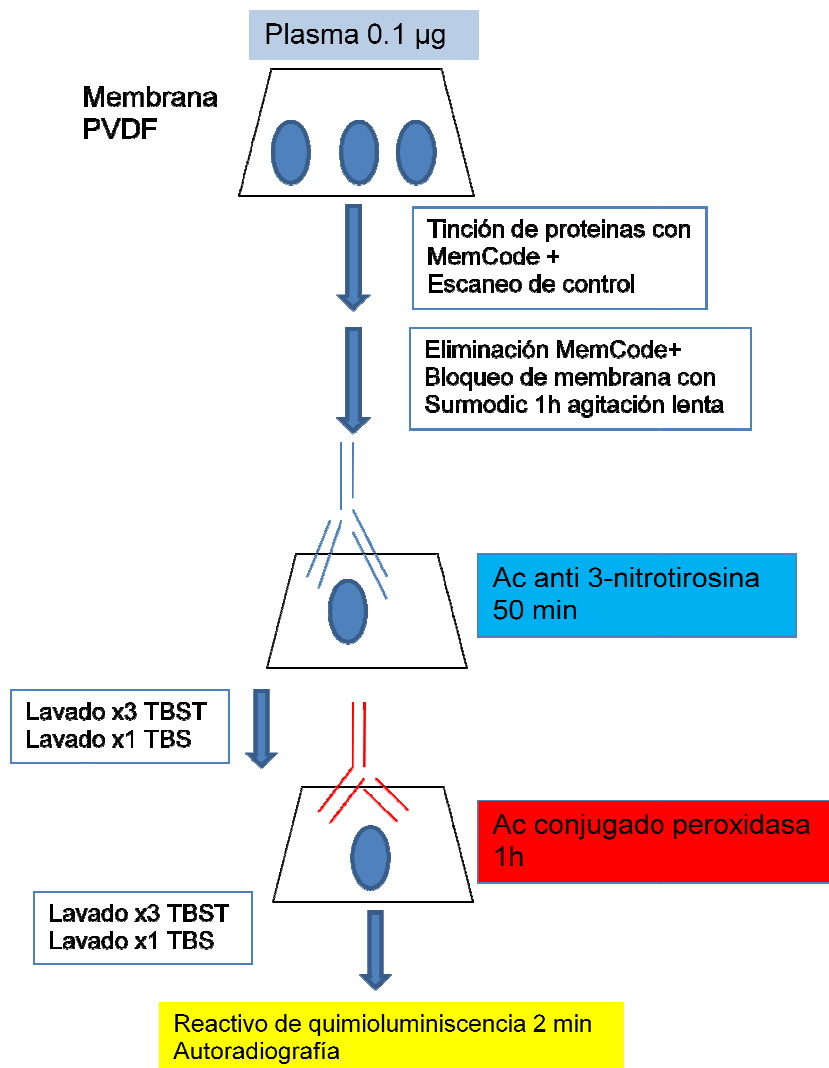 Plasma 0.1 µg
Membrana
PVDF
Tinción de proteinas con
MemCode +
Escaneo de control
Eliminación MemCode+
Bloqueo de membrana con
Surmodic 1h agitación lenta
Ac anti 3-nitrotirosina
50 min
Lavado x3 TBST
Lavado x1 TBS
Ac conjugado peroxidasa
1h
Lavado x3 TBST
Lavado x1 TBS
Reactivo de quimioluminiscencia 2 min
Autoradiografía